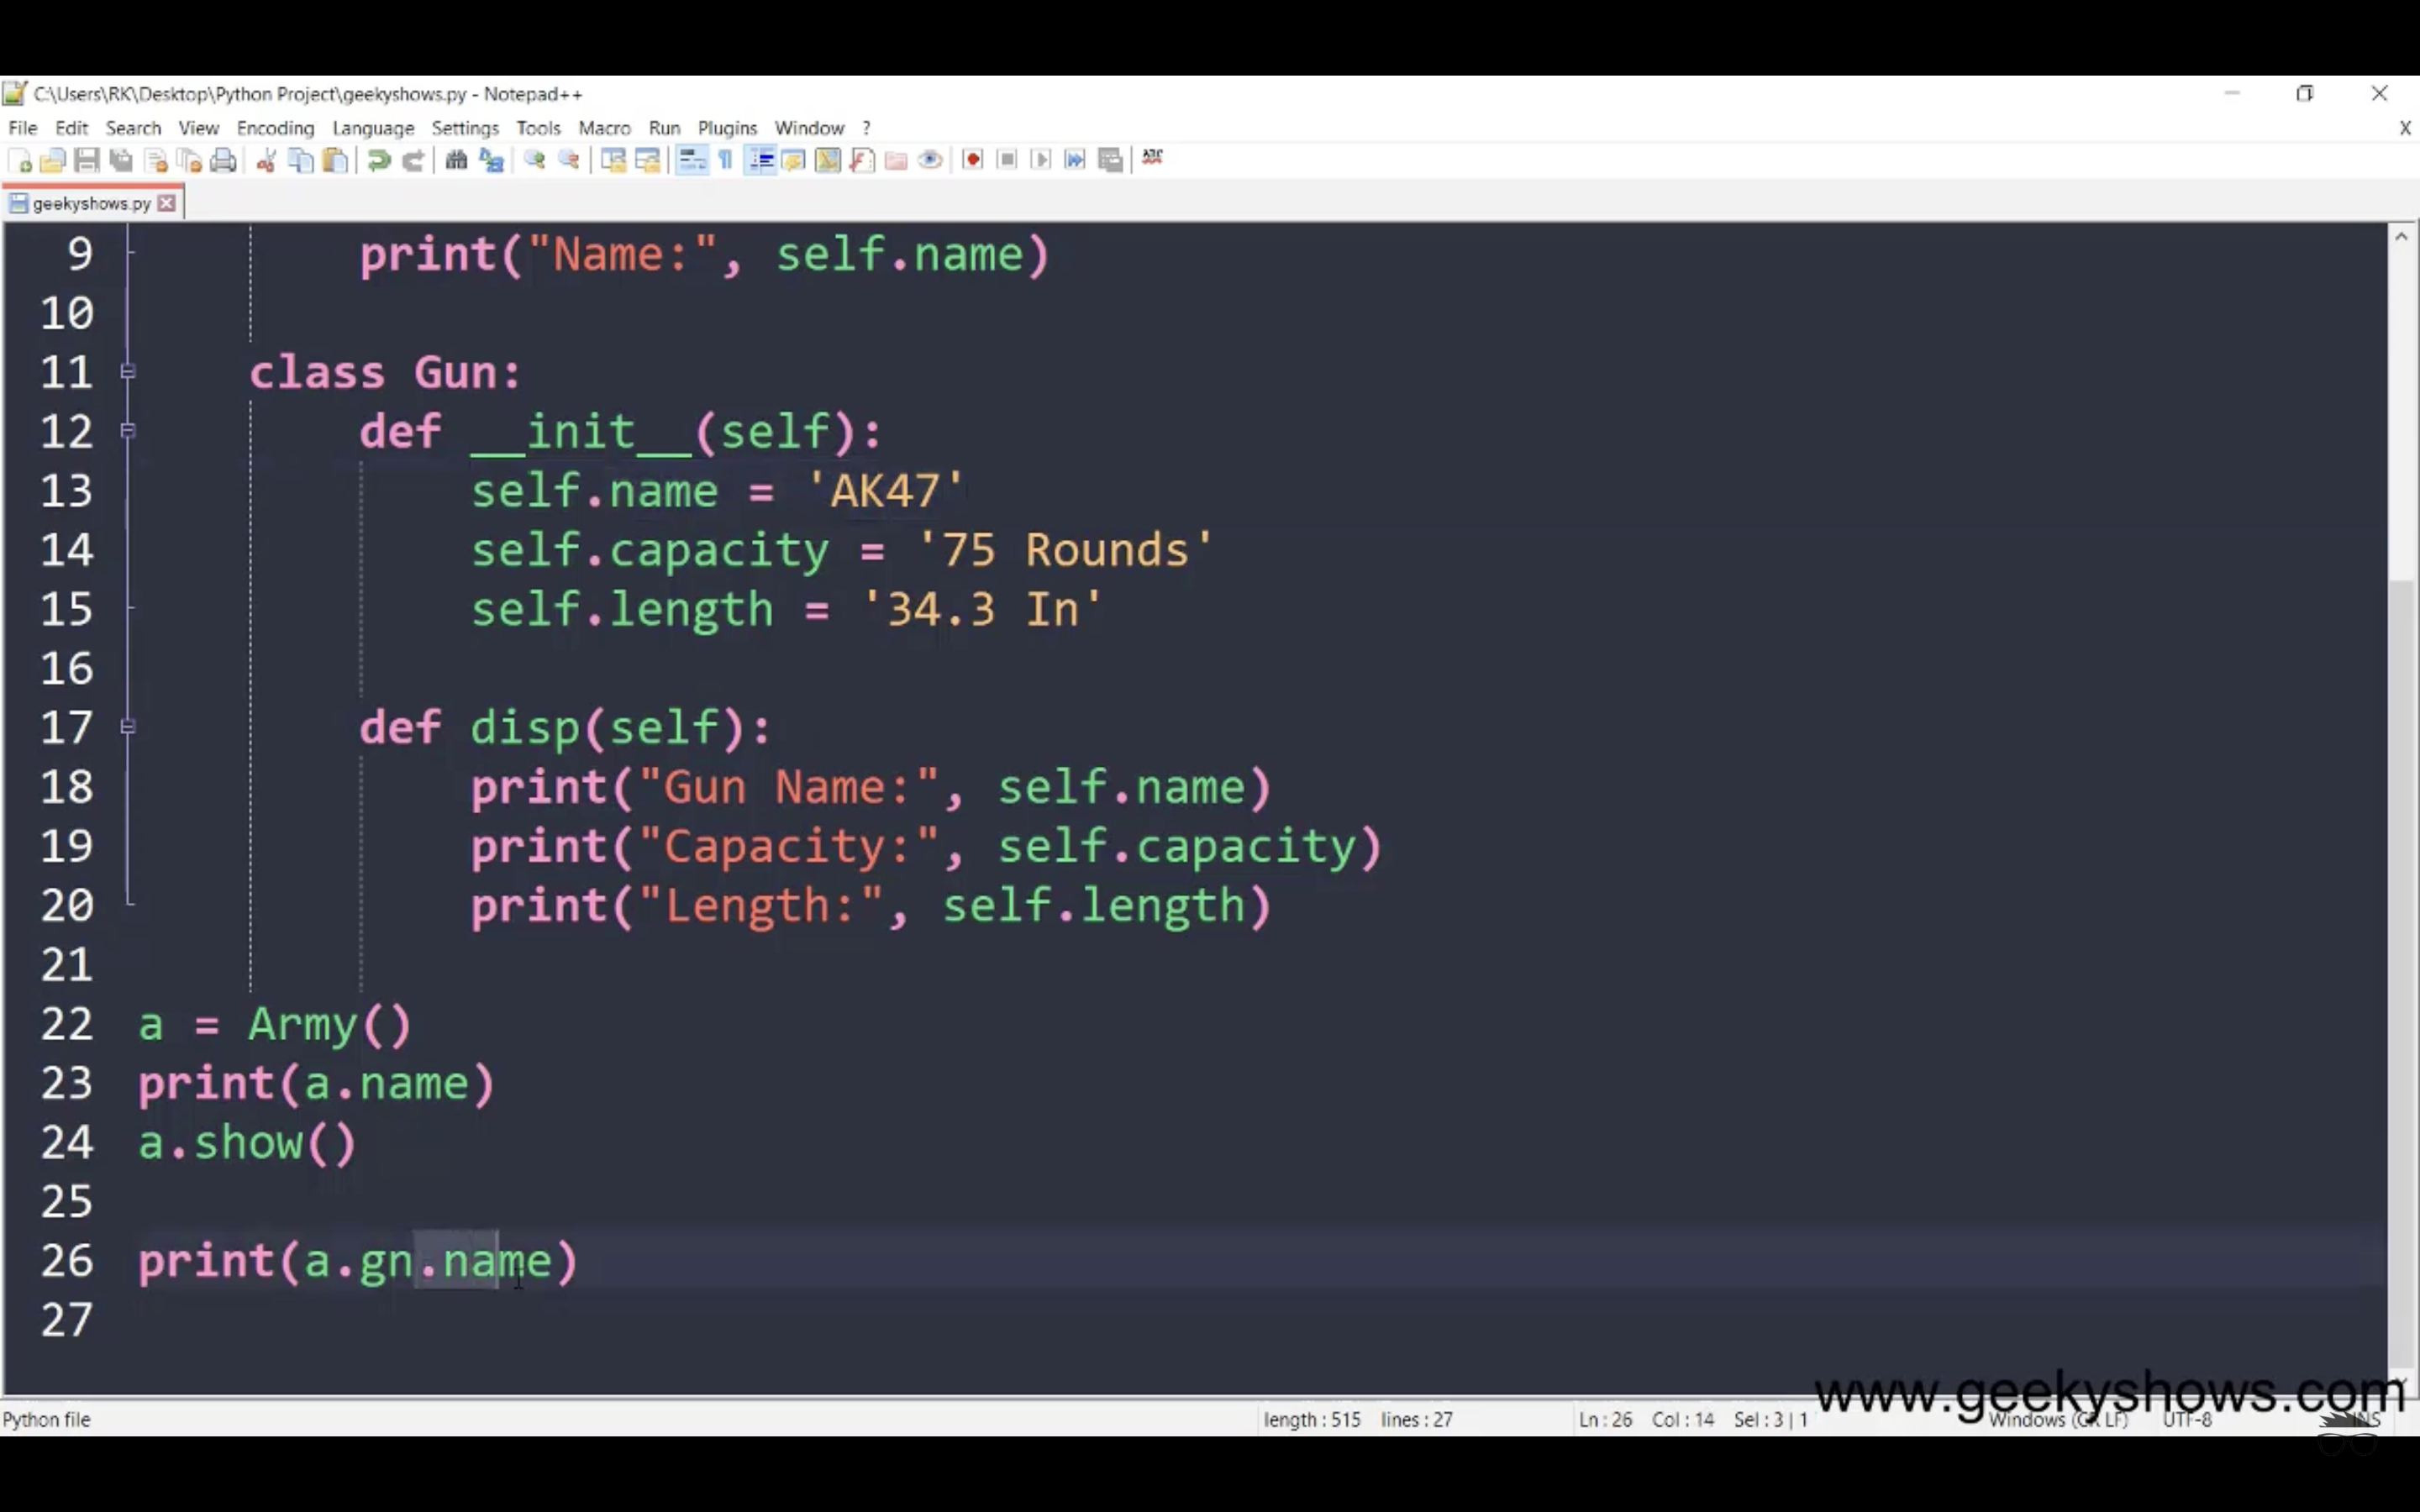 C:\Users\RK\Desktop\Python Project\geekyshows.py - Notepad++
File Edit Search View Encoding Language Settings Tools Macro Run Plugins Window ?
X
geekyshows.py
9 print("Name:", self.name)
10
11 class Gun:
12 def __init__(self):
13 self.name = 'AK47'
14 self.capacity = '75 Rounds'
15 self.length = '34.3 In'
16
17 def disp(self):
18 print("Gun Name:", self.name)
19 print("Capacity:", self.capacity)
20 print("Length:", self.length)
21
22 a = Army()
23 print(a.name)
24 a.show()
25
26 print(a.gn.name)
27
www.geekyshows.com
Python file length : 515 lines : 27 Ln : 26 Col : 14 Sel : 3 | 1 Windows (CR LF) UTF-8 INS